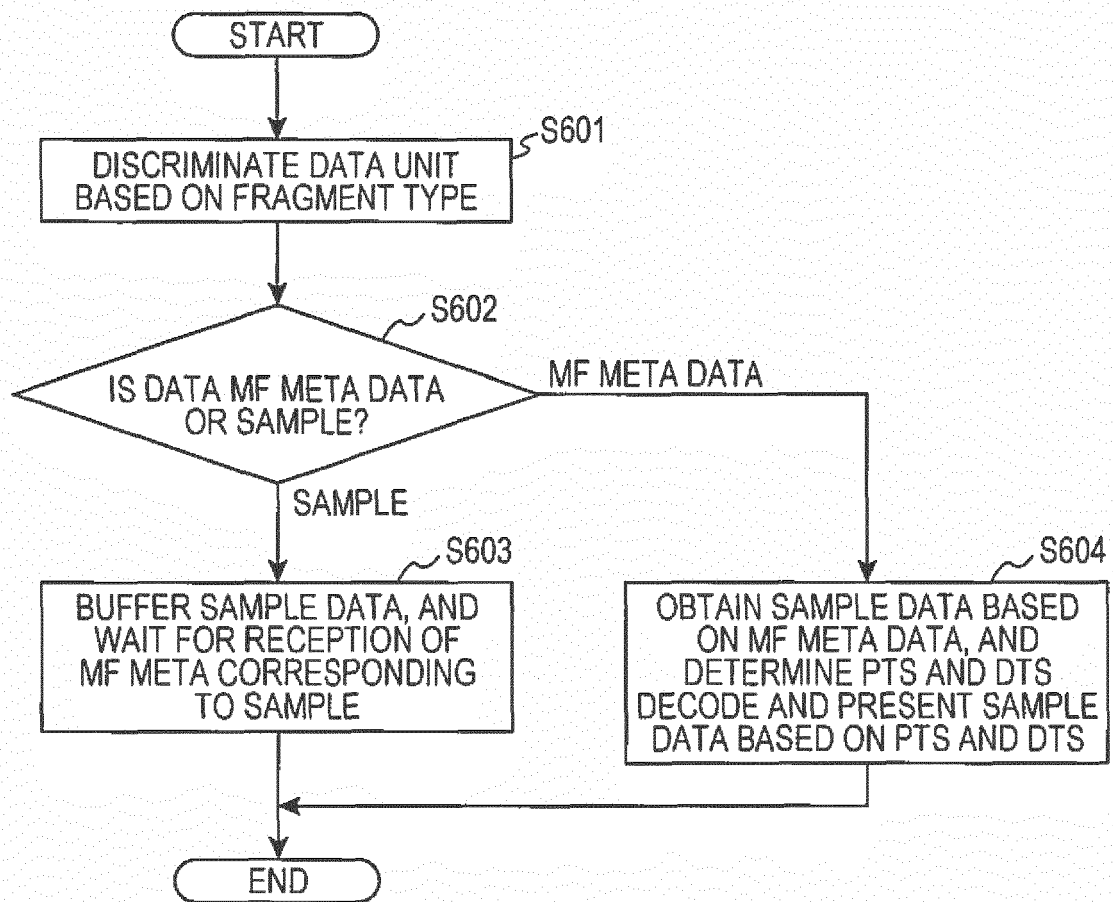 START
S601
DISCRIMINATE DATA UNIT
BASED ON FRAGMENT TYPE
S602
IS DATA MF META DATA
OR SAMPLE?
MF META DATA
SAMPLE
S603
BUFFER SAMPLE DATA, AND
WAIT FOR RECEPTION OF
MF META CORRESPONDING
TO SAMPLE
S604
OBTAIN SAMPLE DATA BASED
ON MF META DATA, AND
DETERMINE PTS AND DTS
DECODE AND PRESENT SAMPLE
DATA BASED ON PTS AND DTS
END